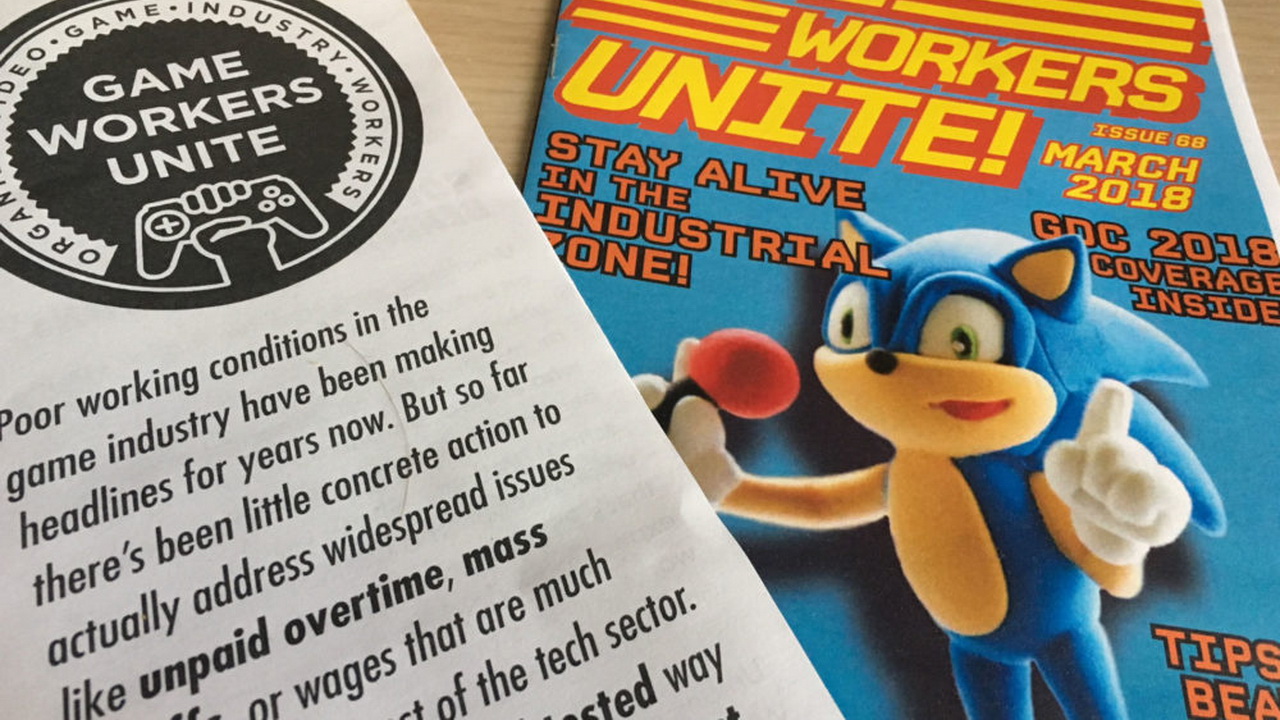 VIDEO • GAME • INDUSTRY • WORKERS
GAME
WORKERS
UNITE
Poor working conditions in the
game industry have been making
headlines for years now. But so far
there's been little concrete action to
actually address widespread issues
like unpaid overtime, mass
or wages that are much
of the tech sector.
way
WORKERS
UNITE!
ISSUE 68
MARCH
2018
STAY ALIVE
IN THE
INDUSTRIAL
ZONE!
GDC 2018
COVERAGE
INSIDE
TIPS